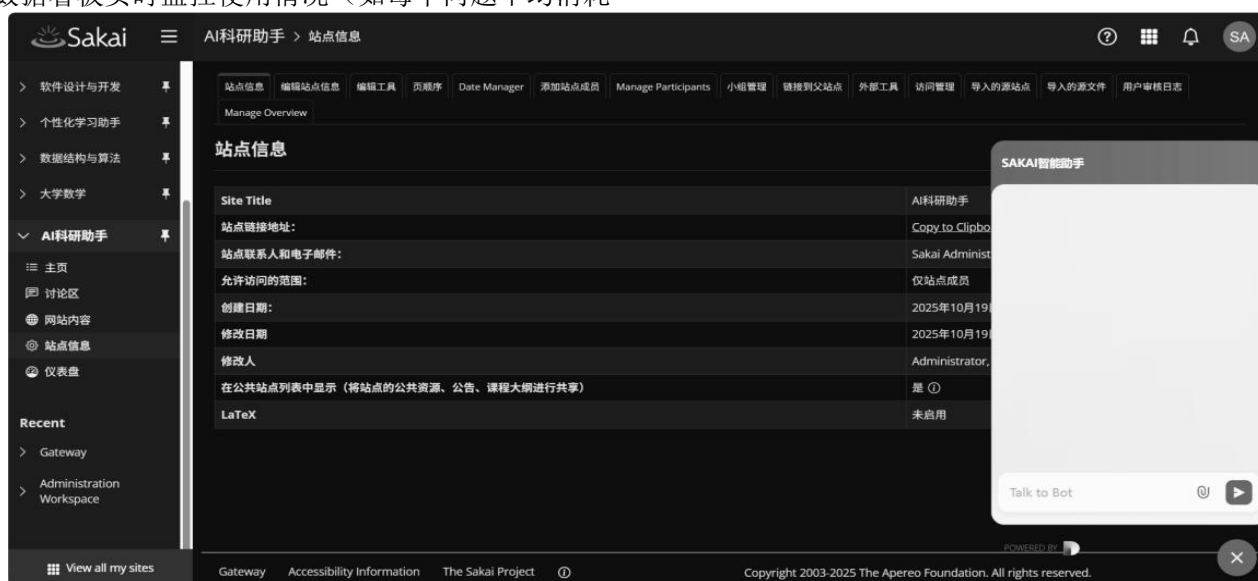 Sakai
AI科研助手 > 站点信息
SA
软件设计与开发
个性化学习助手
数据结构与算法
大学数学
AI科研助手
主页
讨论区
网站内容
站点信息
仪表盘
Recent
Gateway
Administration
Workspace
View all my sites
站点信息 编辑站点信息 编辑工具 页顺序 Date Manager 添加站点成员 Manage Participants 小组管理 链接到父站点 外部工具 访问管理 导入的源站点 导入的源文件 用户审核日志
Manage Overview
站点信息
Site Title AI科研助手
站点链接地址: Copy to Clipbo
站点联系人和电子邮件: Sakai Administ
允许访问的范围: 仅站点成员
创建日期: 2025年10月19
修改日期 2025年10月19
修改人 Administrator,
在公共站点列表中显示（将站点的公共资源、公告、课程大纲进行共享） 是
LaTeX 未启用
SAKAI智能助手
Talk to Bot
POWERED BY
Gateway Accessibility Information The Sakai Project Copyright 2003-2025 The Apereo Foundation. All rights reserved.